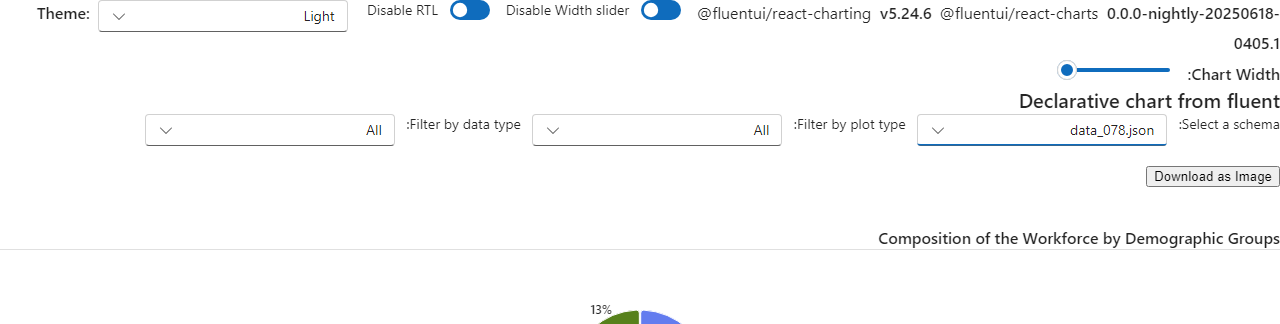 Theme: Light Disable RTL Disable Width slider @fluentui/react-charting v5.24.6 @fluentui/react-charts 0.0.0-nightly-20250618-
0405.1
:Chart Width
Declarative chart from fluent
:Select a schema data_078.json :Filter by plot type All :Filter by data type All
Download as Image
Composition of the Workforce by Demographic Groups
13%